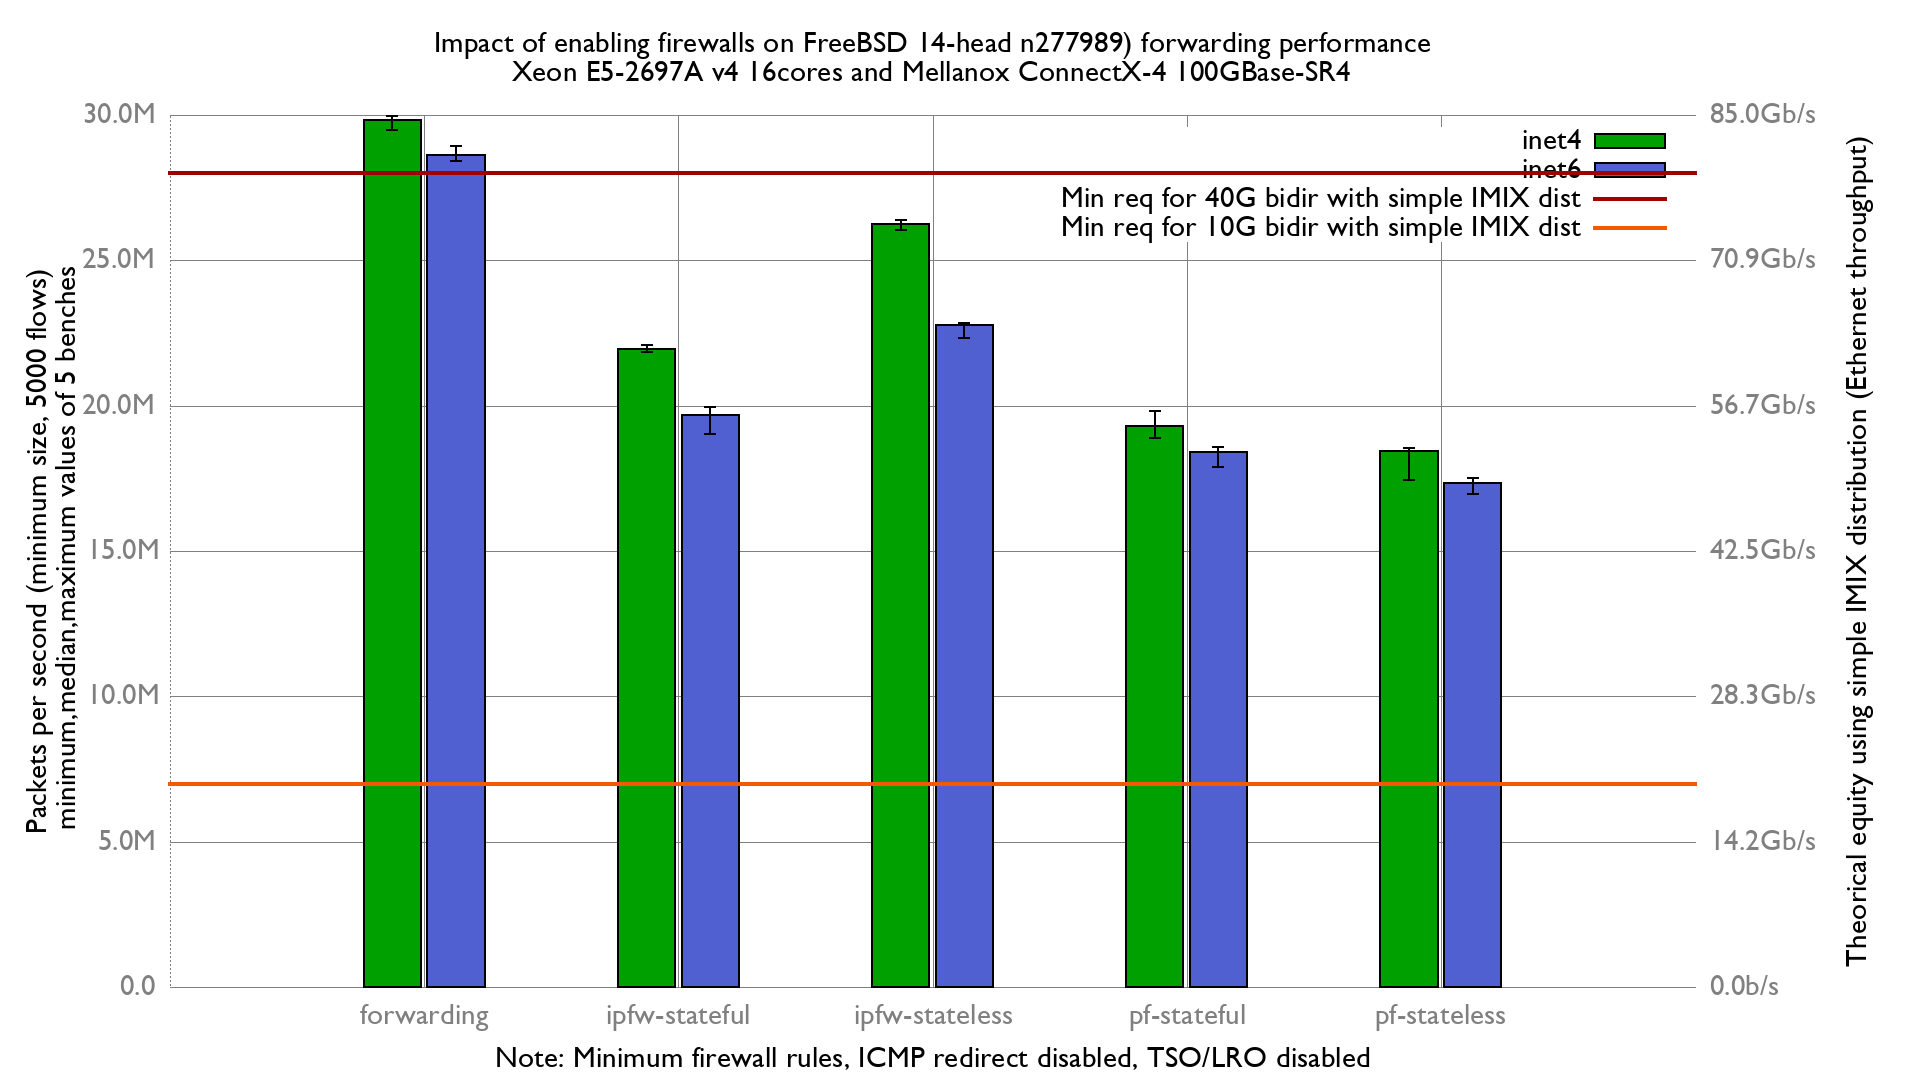 Impact of enabling firewalls on FreeBSD 14-head n277989) forwarding performance
Xeon E5-2697A v4 16cores and Mellanox ConnectX-4 100GBase-SR4
Packets per second (minimum size, 5000 flows)
minimum,median,maximum values of 5 benches
30.0M
25.0M
20.0M
15.0M
10.0M
5.0M
0.0
inet4
inet6
Min req for 40G bidir with simple IMIX dist
Min req for 10G bidir with simple IMIX dist
85.0Gb/s
70.9Gb/s
56.7Gb/s
42.5Gb/s
28.3Gb/s
14.2Gb/s
0.0b/s
Theorical equity using simple IMIX distribution (Ethernet throughput)
forwarding
ipfw-stateful
ipfw-stateless
pf-stateful
pf-stateless
Note: Minimum firewall rules, ICMP redirect disabled, TSO/LRO disabled